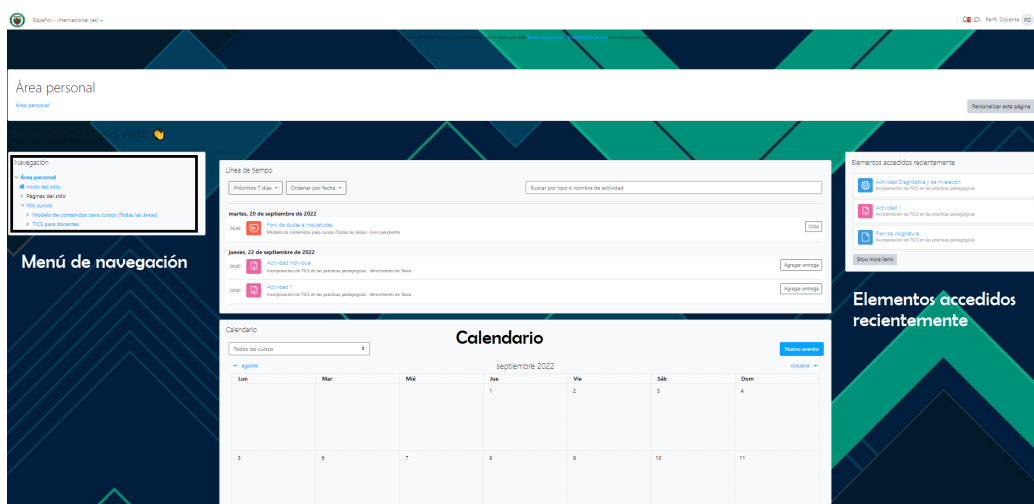 Español - Internacional (es)
Perfil Docente PD
Área personal
Área personal
Personalizar esta página
Navegación
Área personal
Inicio del sitio
Páginas del sitio
Mis cursos
Modelo de contenidos para cursos (Todas las áreas)
TICS para docentes
Menú de navegación
Línea de tiempo
Próximos 7 días
Ordenar por fecha
Buscar por tipo o nombre de actividad
martes, 20 de septiembre de 2022
Foro de dudas e inquietudes
Modelo de contenidos para cursos (Todas las áreas) · Foro pendiente
Vista
jueves, 22 de septiembre de 2022
00:00
Actividad Individual
Incorporación de TICS en las prácticas pedagógicas · Vencimiento de Tarea
Agregar entrega
00:00
Actividad 1
Incorporación de TICS en las prácticas pedagógicas · Vencimiento de Tarea
Agregar entrega
Elementos accedidos recientemente
Actividad Diagnóstica y de nivelación
Incorporación de TICS en las prácticas pedagógicas
Actividad 1
Incorporación de TICS en las prácticas pedagógicas
Plan de Asignatura
Incorporación de TICS en las prácticas pedagógicas
Show more items
Elementos accedidos
recientemente
Calendario
Calendario
Todos los cursos
Nuevo evento
agosto
septiembre 2022
octubre
Lun Mar Mié Jue Vie Sáb Dom
1 2 3 4
5 6 7 8 9 10 11